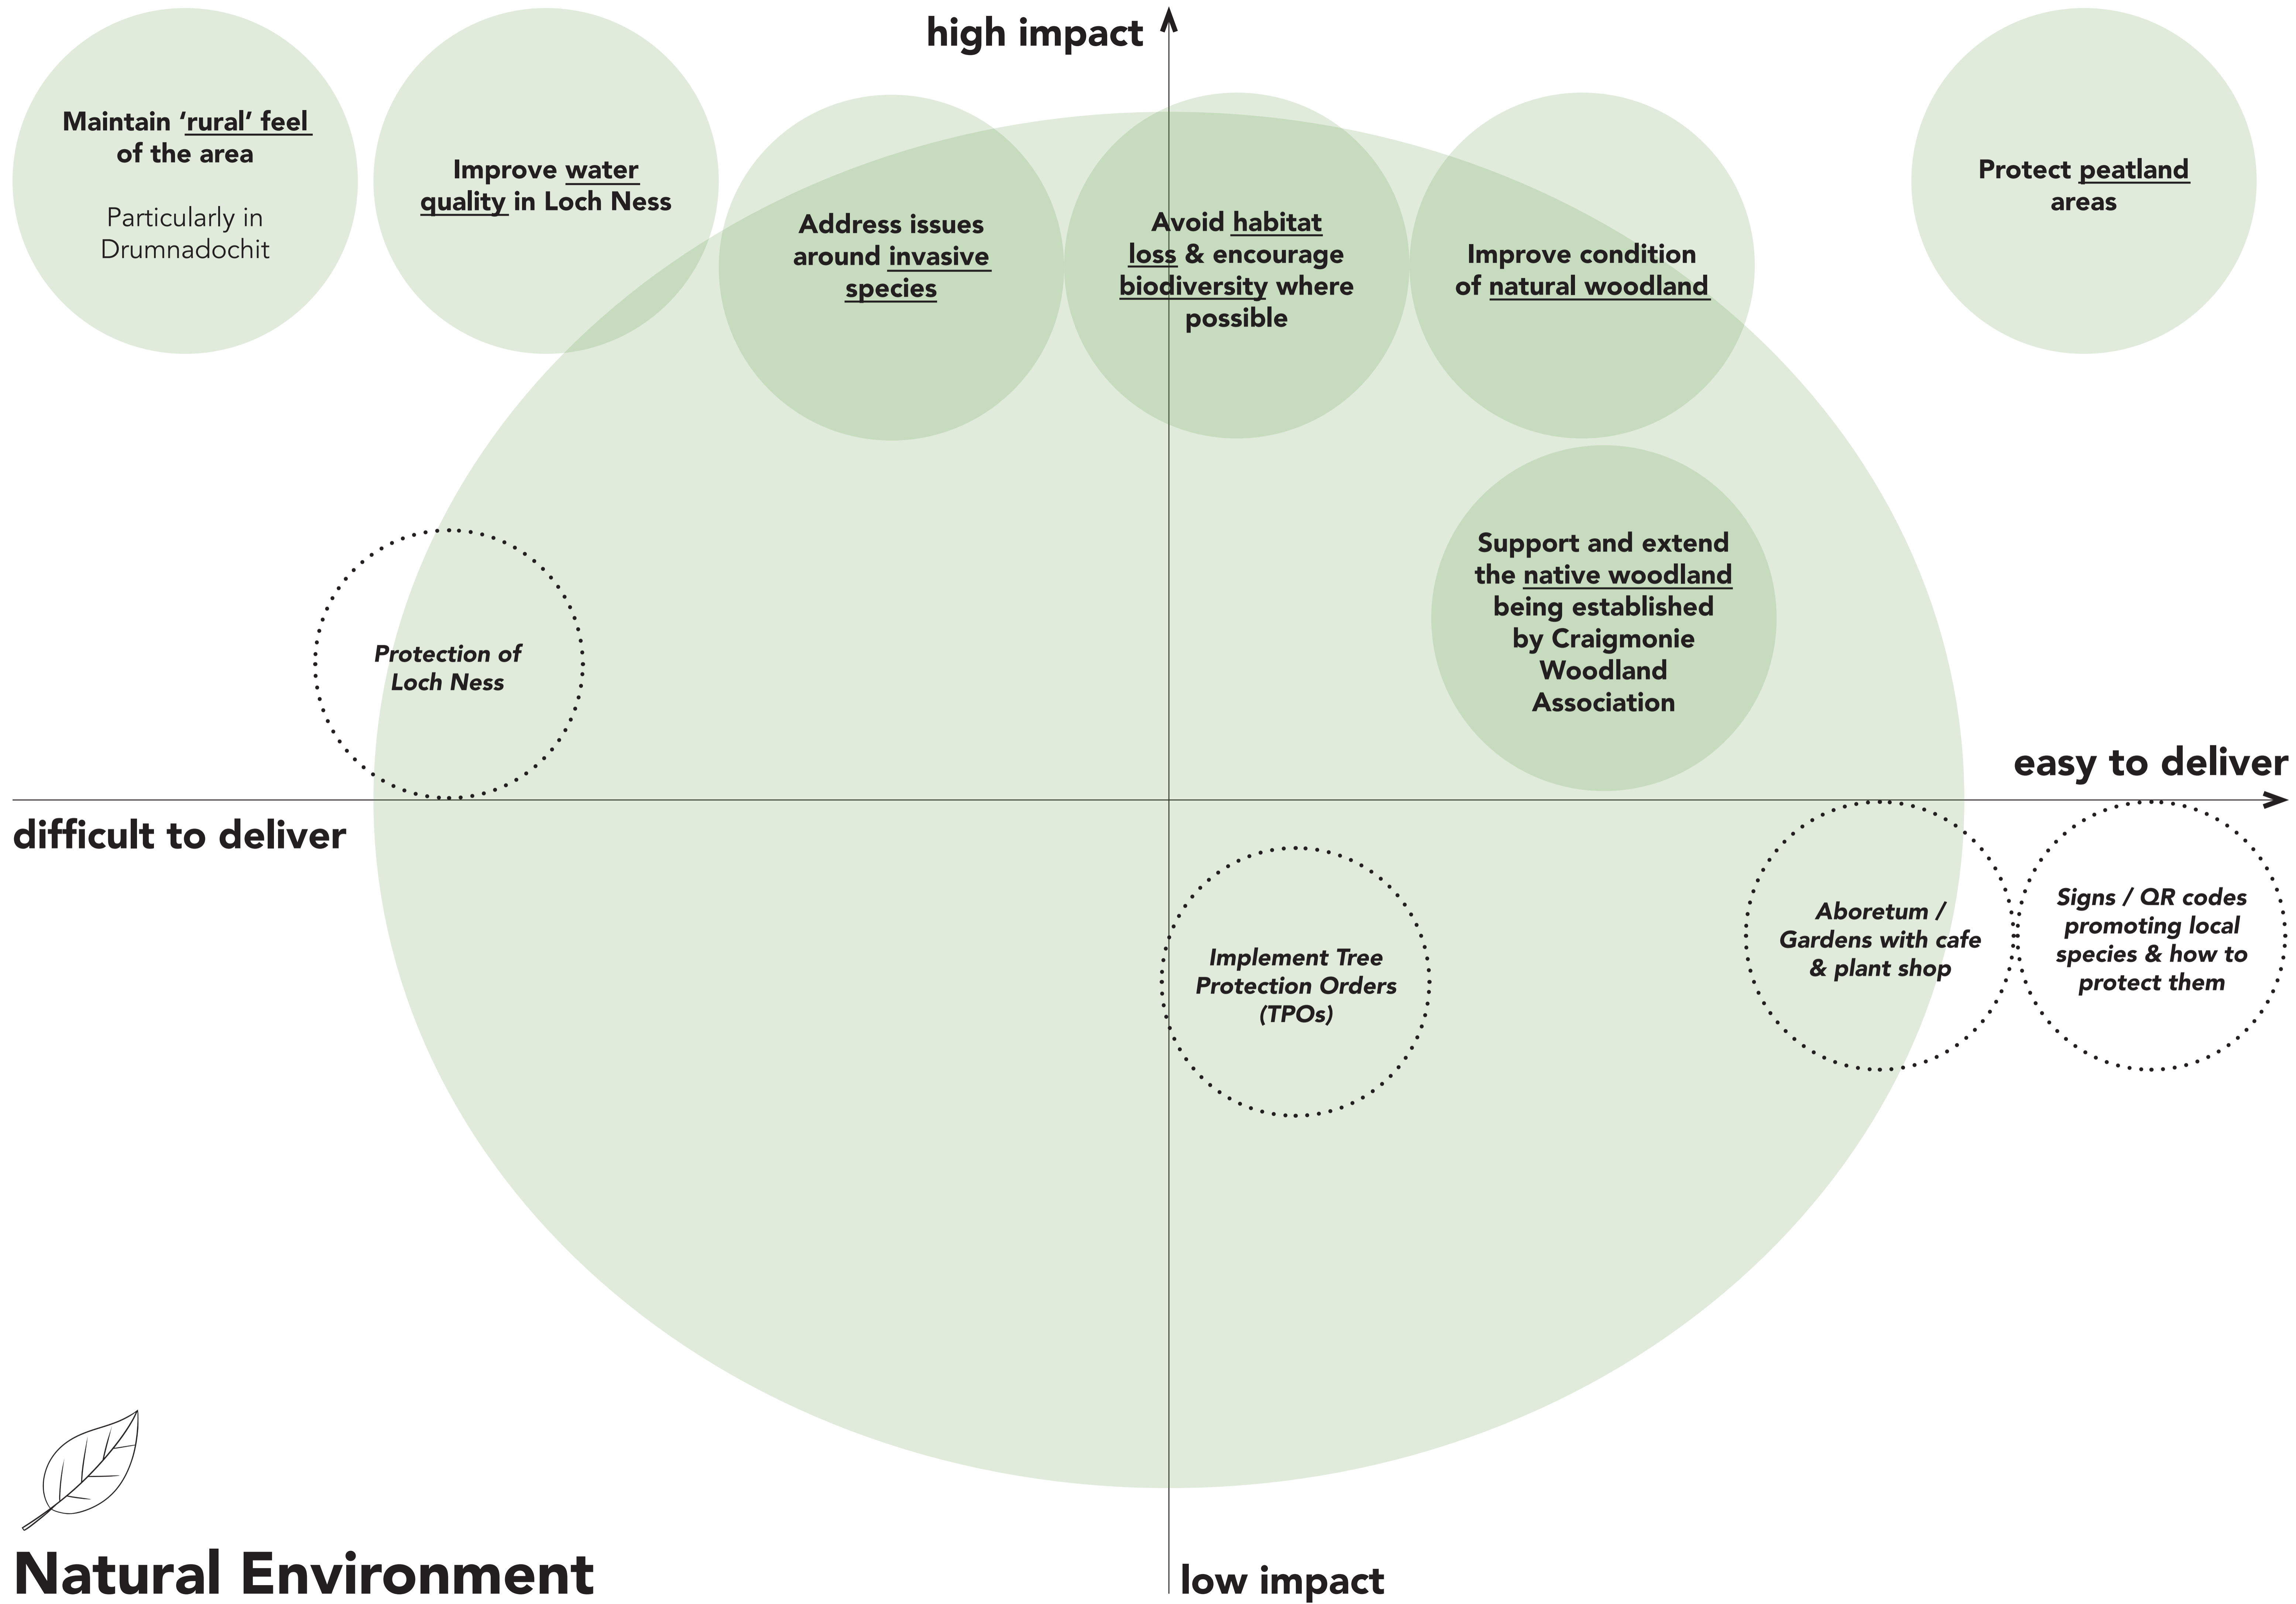 high impact
Maintain ‘rural’ feel
of the area
Particularly in
Drumnadochit
Improve water
quality in Loch Ness
Address issues
around invasive
species
Avoid habitat
loss & encourage
biodiversity where
possible
Improve condition
of natural woodland
Protect peatland
areas
Support and extend
the native woodland
being established
by Craigmonie
Woodland
Association
Protection of
Loch Ness
easy to deliver
difficult to deliver
Implement Tree
Protection Orders
(TPOs)
Aboretum /
Gardens with cafe
& plant shop
Signs / QR codes
promoting local
species & how to
protect them
Natural Environment
low impact